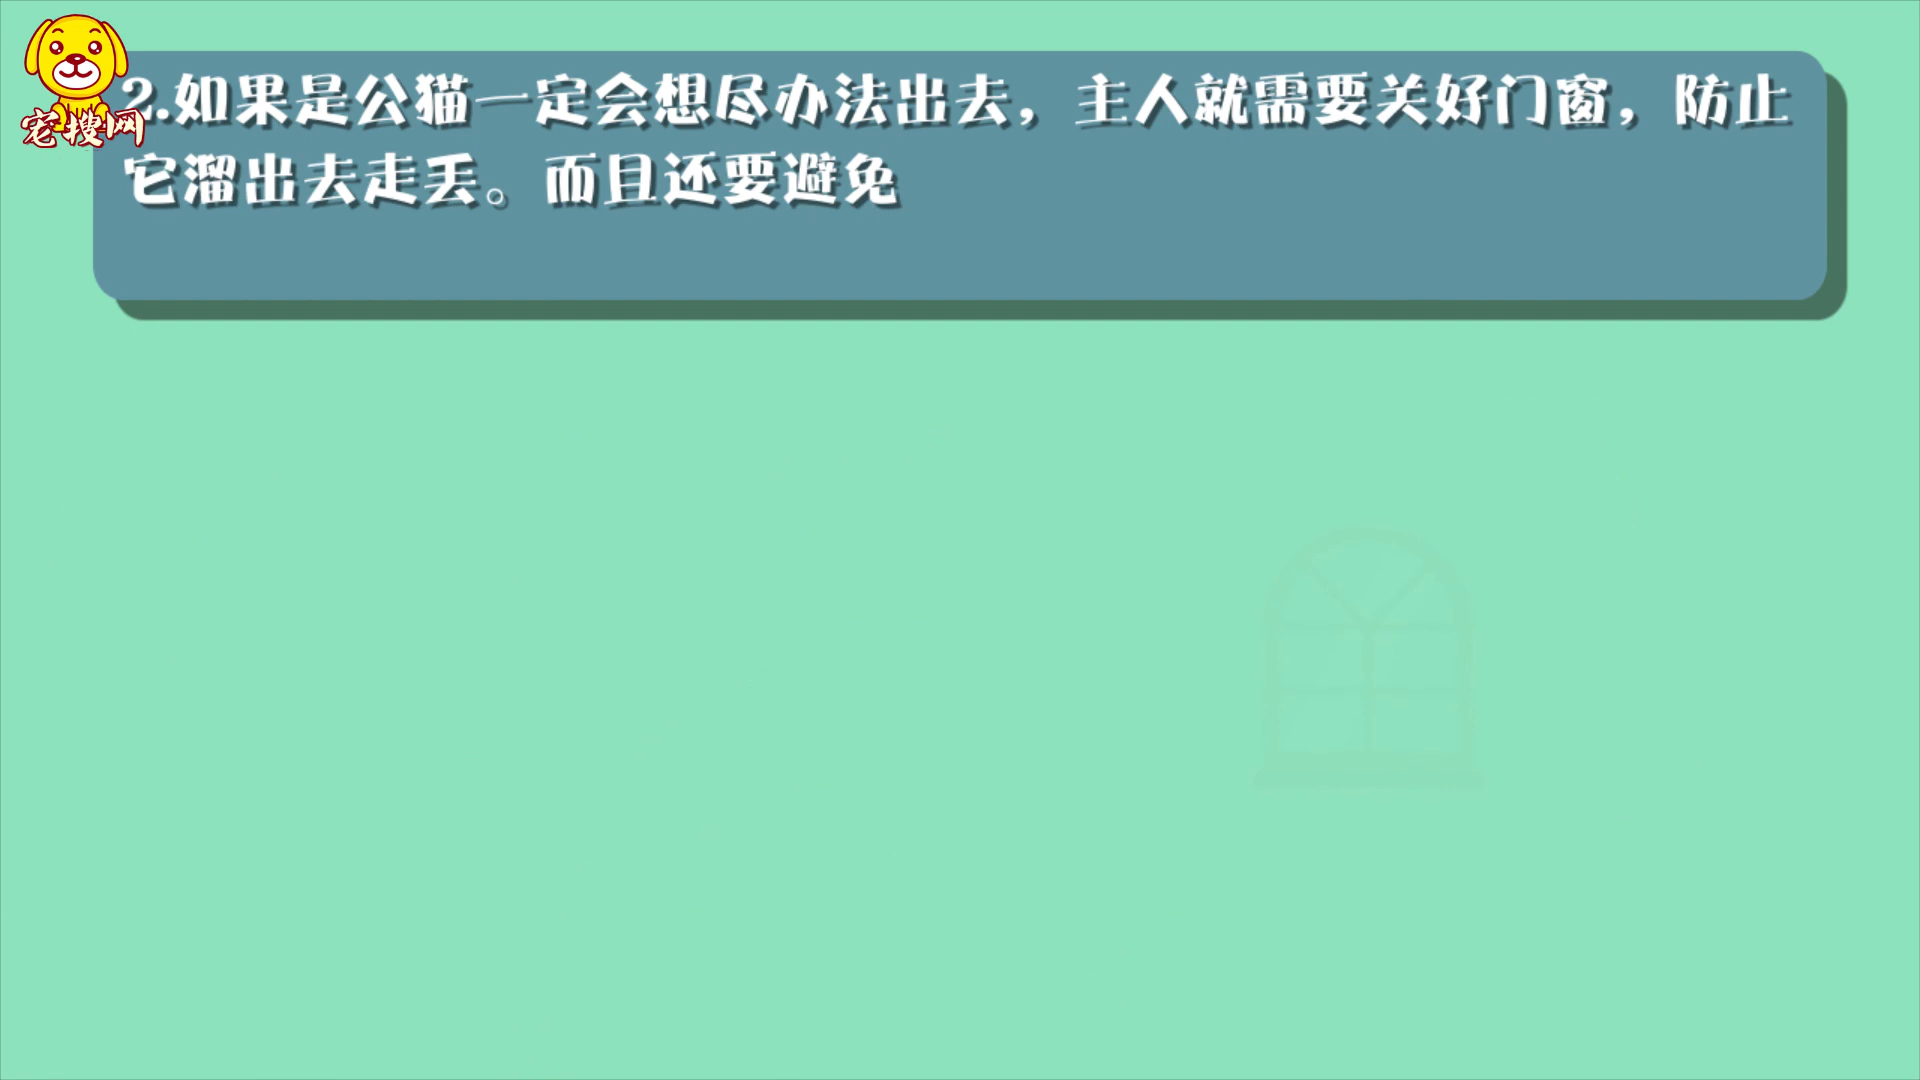 宠搜网
2.如果是公猫一定会想尽办法出去，主人就需要关好门窗，防止
它溜出去走丢。而且还要避免